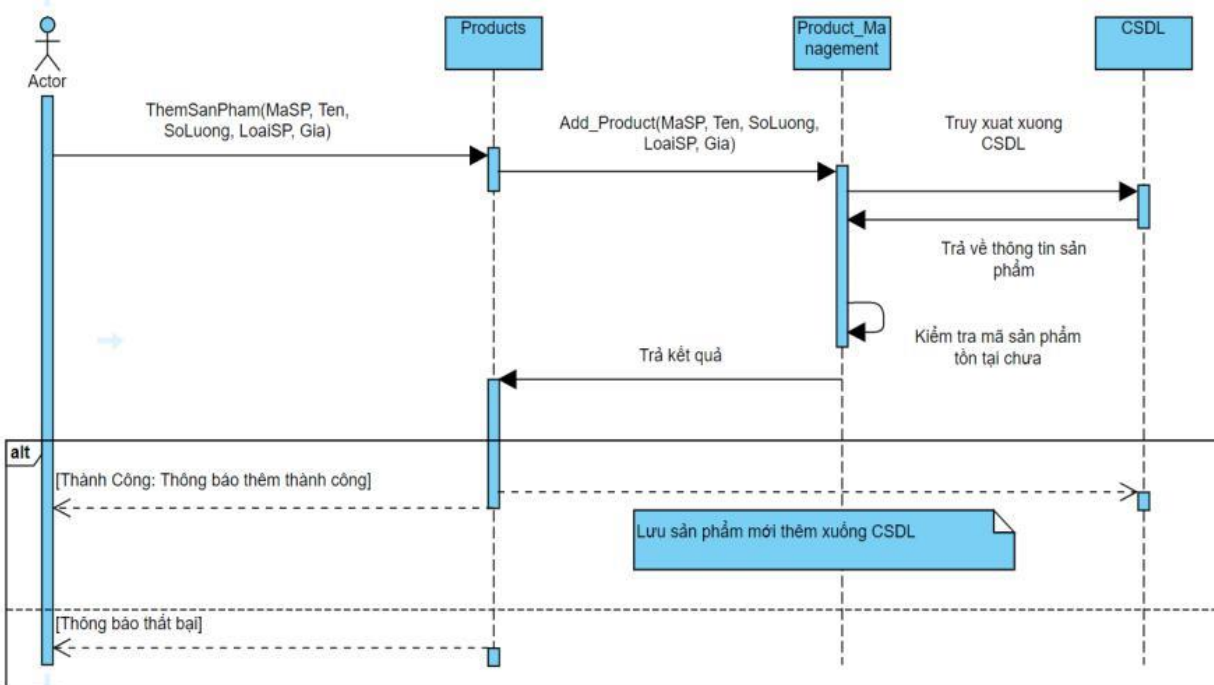 Products
Product_Ma
nagement
CSDL
Actor
ThemSanPham(MaSP, Ten,
SoLuong, LoaiSP, Gia)
Add_Product(MaSP, Ten, SoLuong,
LoaiSP, Gia)
Truy xuat xuong
CSDL
Trả về thông tin sản
phẩm
Kiểm tra mã sản phẩm
tồn tại chưa
Trả kết quả
alt
[Thành Công: Thông báo thêm thành công]
Lưu sản phẩm mới thêm xuống CSDL
[Thông báo thất bại]